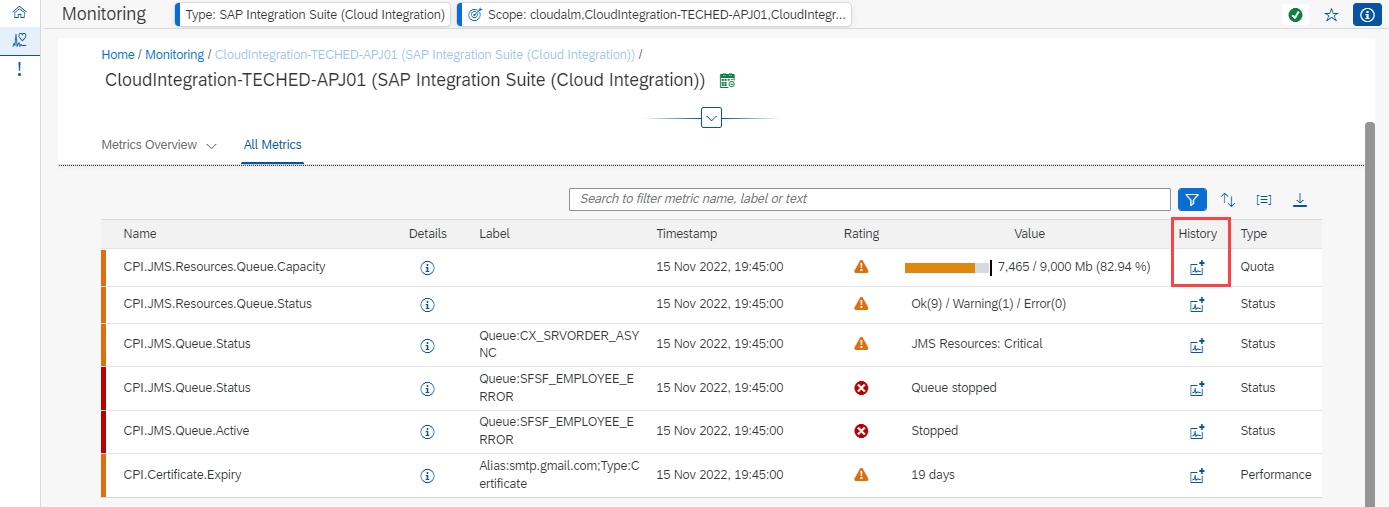 Monitoring
Type: SAP Integration Suite (Cloud Integration)
Scope: cloudalm,CloudIntegration-TECHED-APJ01,CloudIntegr...
Home / Monitoring / CloudIntegration-TECHED-APJ01 (SAP Integration Suite (Cloud Integration)) /
CloudIntegration-TECHED-APJ01 (SAP Integration Suite (Cloud Integration))
Metrics Overview
All Metrics
Search to filter metric name, label or text
Name Details Label Timestamp Rating Value History Type
CPI.JMS.Resources.Queue.Capacity 15 Nov 2022, 19:45:00 7,465 / 9,000 Mb (82.94 %) Quota
CPI.JMS.Resources.Queue.Status 15 Nov 2022, 19:45:00 Ok(9) / Warning(1) / Error(0) Status
CPI.JMS.Queue.Status Queue:CX_SRVORDER_ASY 15 Nov 2022, 19:45:00 JMS Resources: Critical Status
NC
CPI.JMS.Queue.Status Queue:SFSF_EMPLOYEE_E 15 Nov 2022, 19:45:00 Queue stopped Status
RROR
CPI.JMS.Queue.Active Queue:SFSF_EMPLOYEE_E 15 Nov 2022, 19:45:00 Stopped Status
RROR
CPI.Certificate.Expiry Alias:smtp.gmail.com;Type:C 15 Nov 2022, 19:45:00 19 days Performance
ertificate